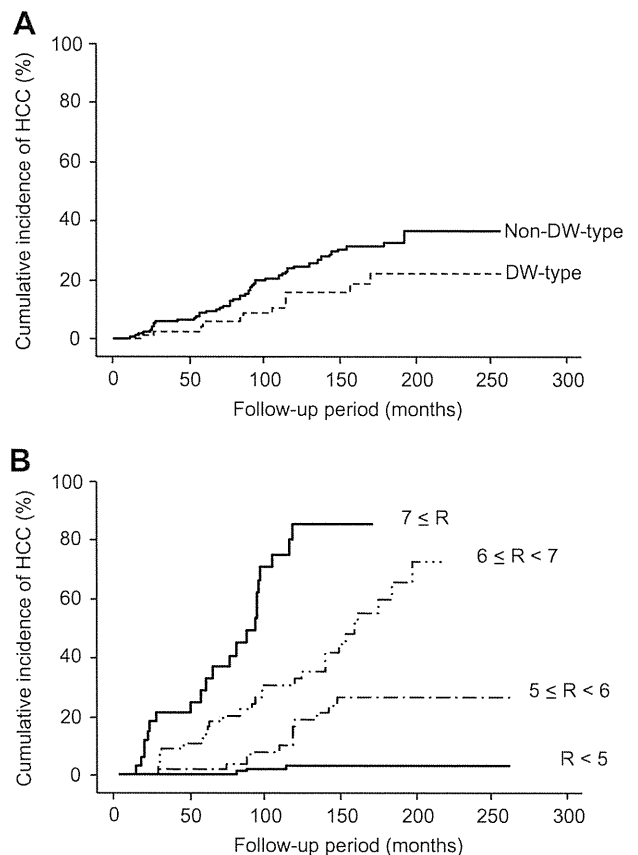 A
Cumulative incidence of HCC (%)
100
80
60
40
20
0
Non-DW-type
DW-type
0 50 100 150 200 250 300
Follow-up period (months)
B
Cumulative incidence of HCC (%)
100
80
60
40
20
0
7 ≤ R
6 ≤ R < 7
5 ≤ R < 6
R < 5
0 50 100 150 200 250 300
Follow-up period (months)